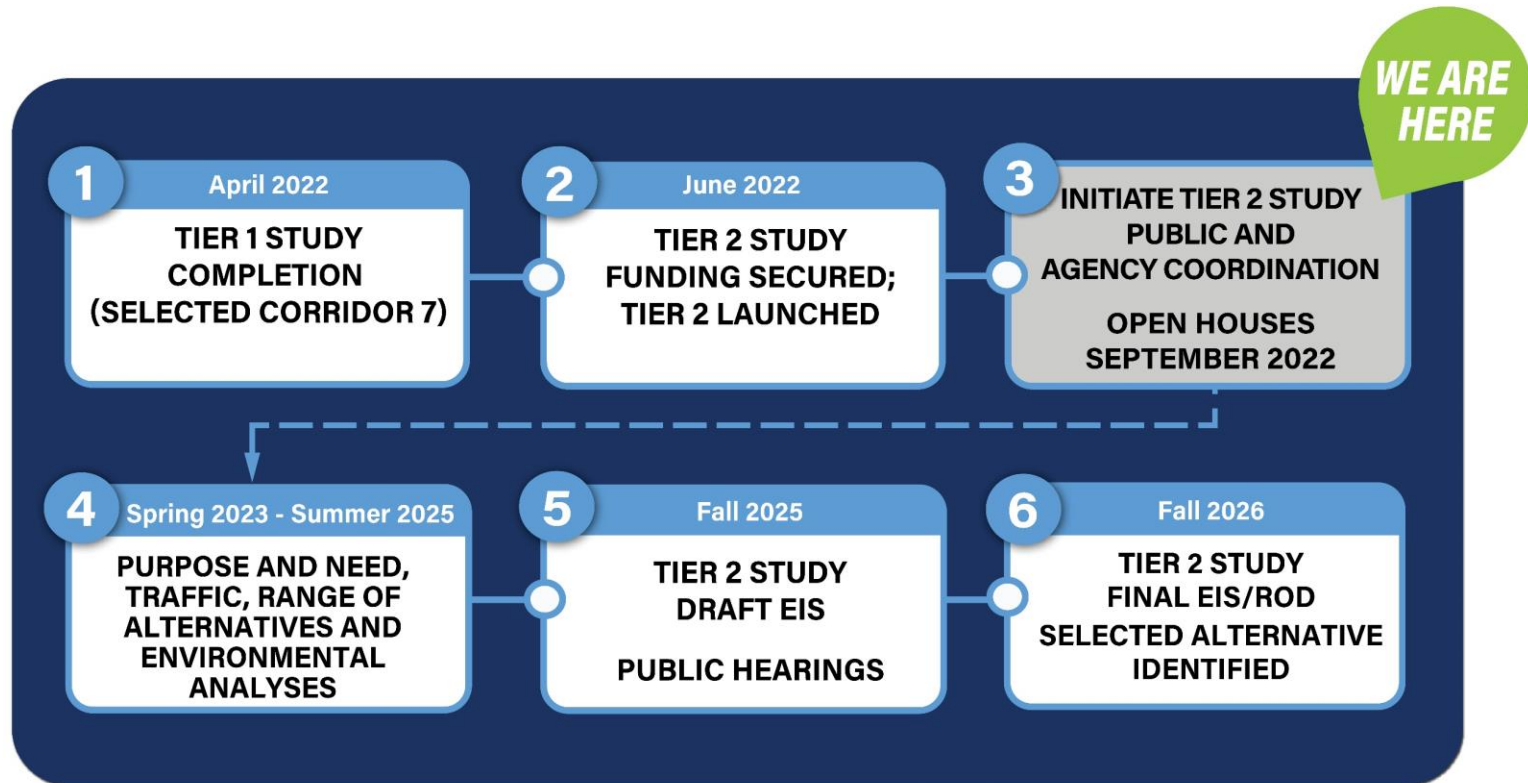 WE ARE
HERE
1
April 2022
TIER 1 STUDY
COMPLETION
(SELECTED CORRIDOR 7)
2
June 2022
TIER 2 STUDY
FUNDING SECURED;
TIER 2 LAUNCHED
3
INITIATE TIER 2 STUDY
PUBLIC AND
AGENCY COORDINATION
OPEN HOUSES
SEPTEMBER 2022
4
Spring 2023 - Summer 2025
PURPOSE AND NEED,
TRAFFIC, RANGE OF
ALTERNATIVES AND
ENVIRONMENTAL
ANALYSES
5
Fall 2025
TIER 2 STUDY
DRAFT EIS
PUBLIC HEARINGS
6
Fall 2026
TIER 2 STUDY
FINAL EIS/ROD
SELECTED ALTERNATIVE
IDENTIFIED